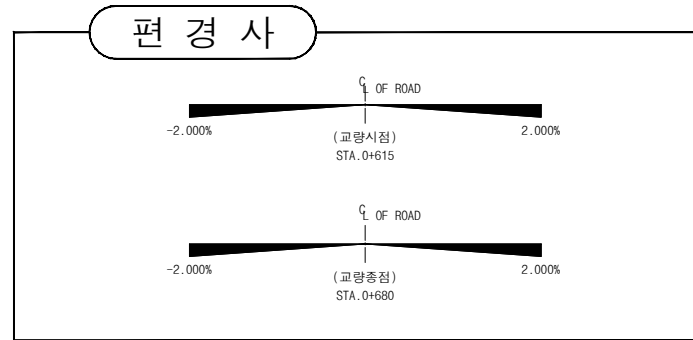 편 경 사
℄ OF ROAD
-2.000%
2.000%
(교량시점)
STA.0+615
℄ OF ROAD
-2.000%
2.000%
(교량종점)
STA.0+680